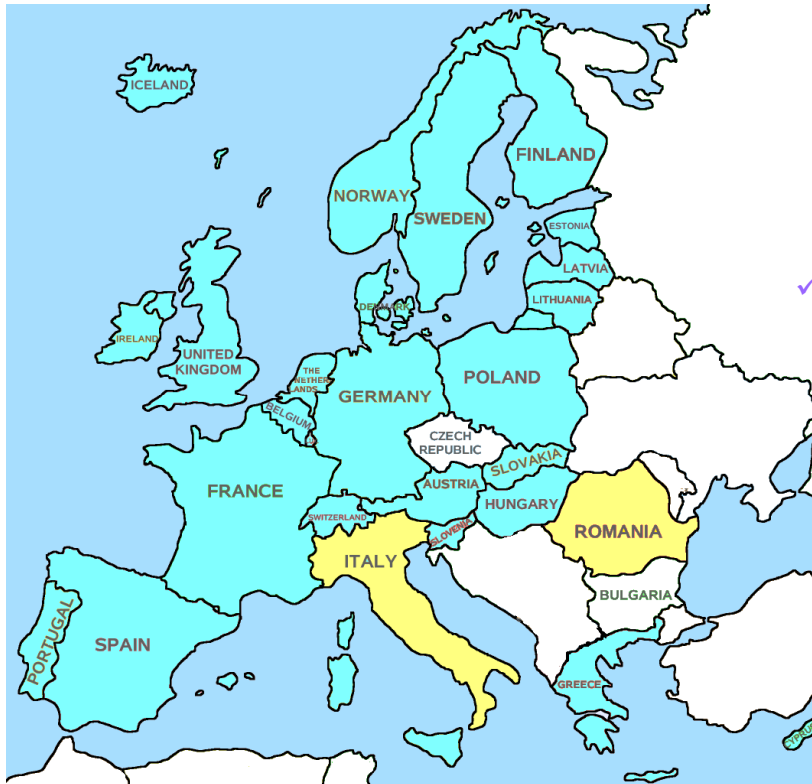 ICELAND
FINLAND
NORWAY
SWEDEN
ESTONIA
LATVIA
LITHUANIA
DENMARK
IRELAND
UNITED
KINGDOM
THE
NETHER
LANDS
BELGIUM
GERMANY
POLAND
CZECH
REPUBLIC
SLOVAKIA
AUSTRIA
HUNGARY
FRANCE
SWITZERLAND
SLOVENIA
ROMANIA
ITALY
BULGARIA
PORTUGAL
SPAIN
GREECE
CYPRUS